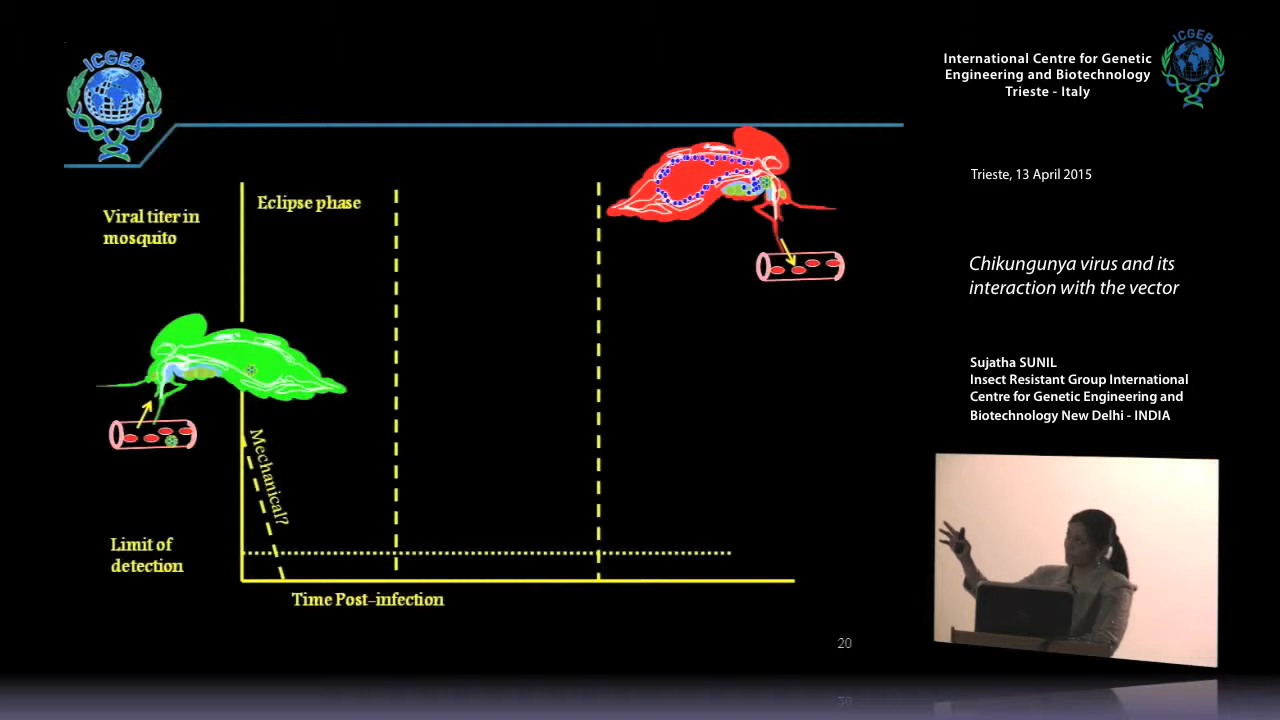 ICGEB
Eclipse phase
Viral titer in
mosquito
Mechanical?
Limit of
detection
Time Post–infection
20
International Centre for Genetic
Engineering and Biotechnology
Trieste - Italy
ICGEB
Trieste, 13 April 2015
Chikungunya virus and its
interaction with the vector
Sujatha SUNIL
Insect Resistant Group International
Centre for Genetic Engineering and
Biotechnology New Delhi - INDIA